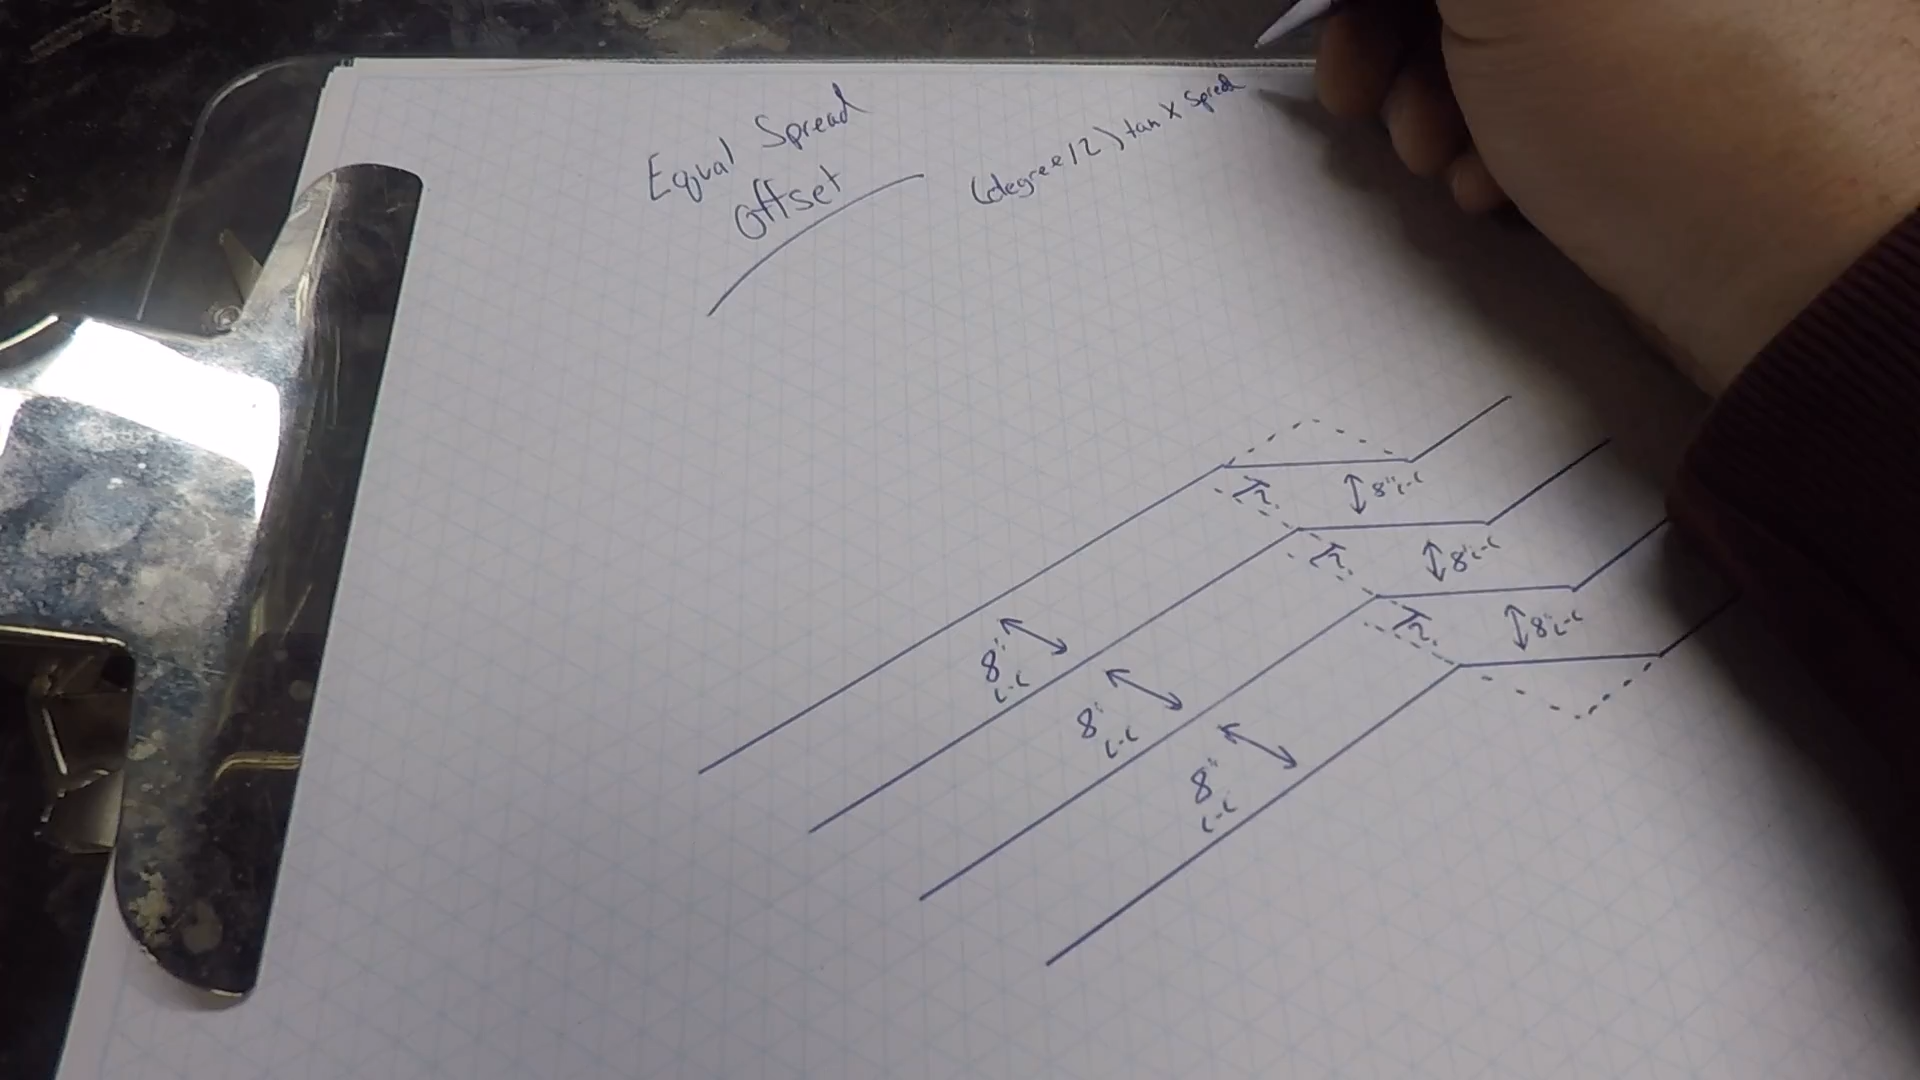 Equal Spread
offset
(degree/2) tan X Spread
8" c-c
8" c-c
8" c-c
?
?
?
8" c-c
8" c-c
8" c-c